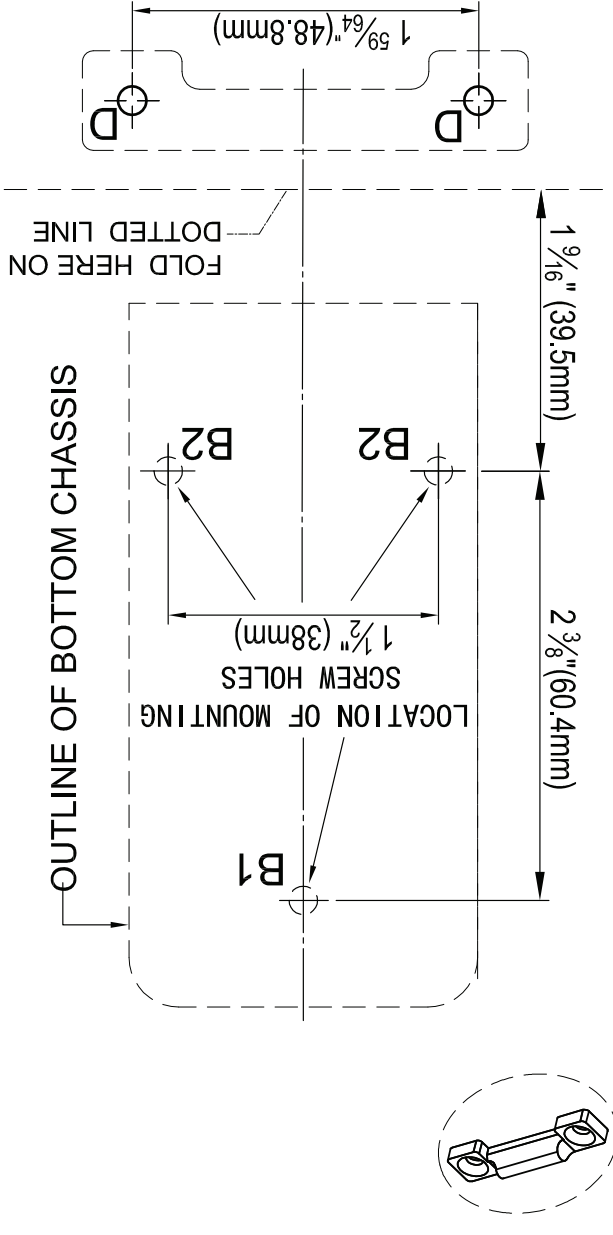 1 59/64"(48.8mm)
D
D
FOLD HERE ON
DOTTED LINE
1 9/16" (39.5mm)
OUTLINE OF BOTTOM CHASSIS
B2
B2
1 1/2" (38mm)
LOCATION OF MOUNTING
SCREW HOLES
2 3/8"(60.4mm)
B1